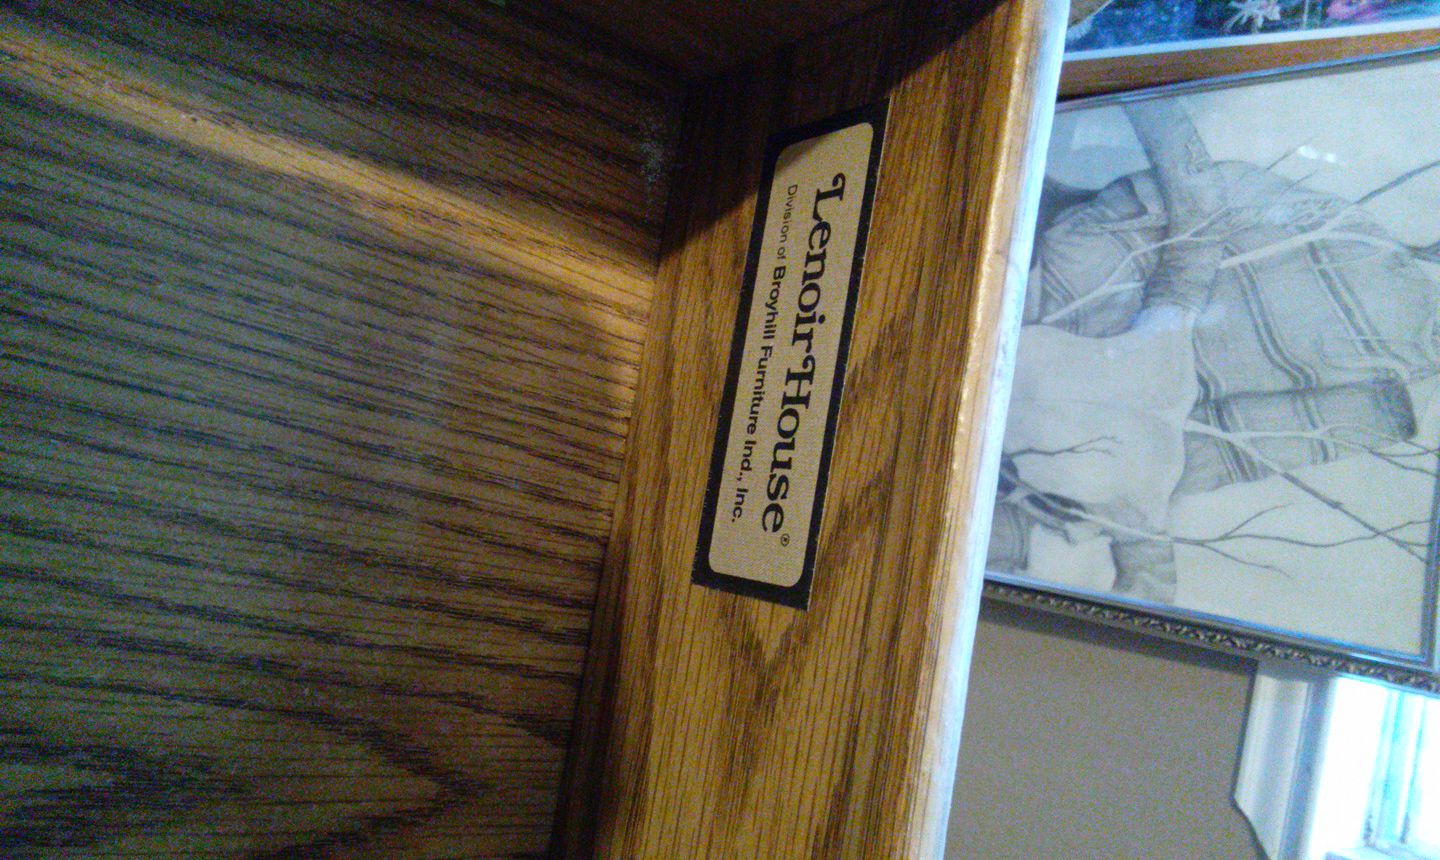 Lenoir House®
Division of Broyhill Furniture Ind., Inc.